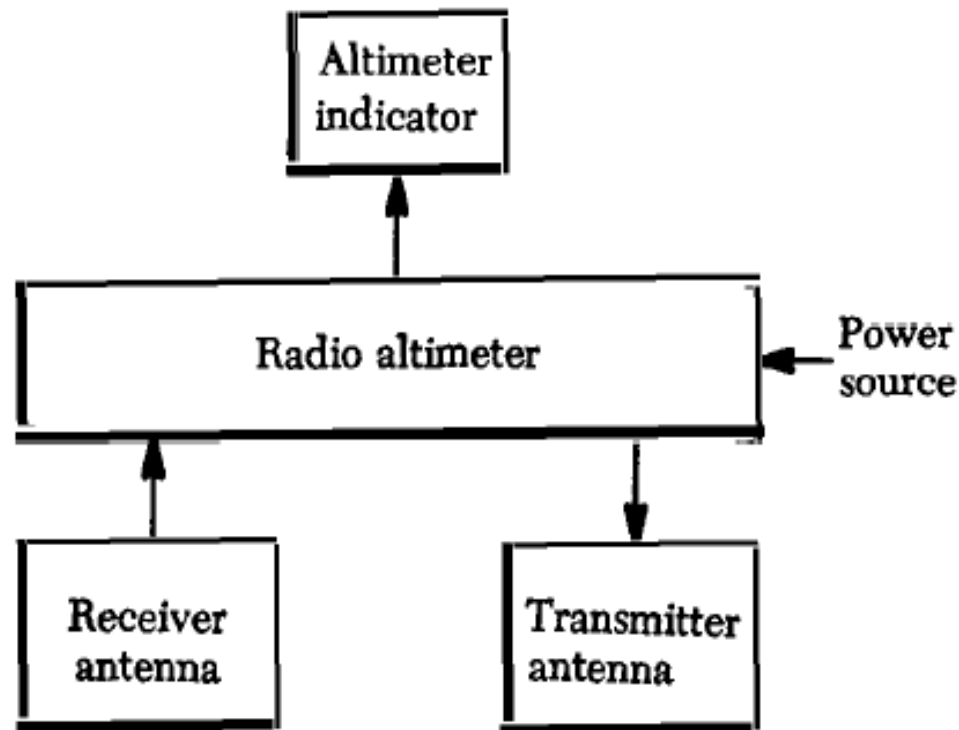 Altimeter
indicator
Radio altimeter
Power
source
Receiver
antenna
Transmitter
antenna